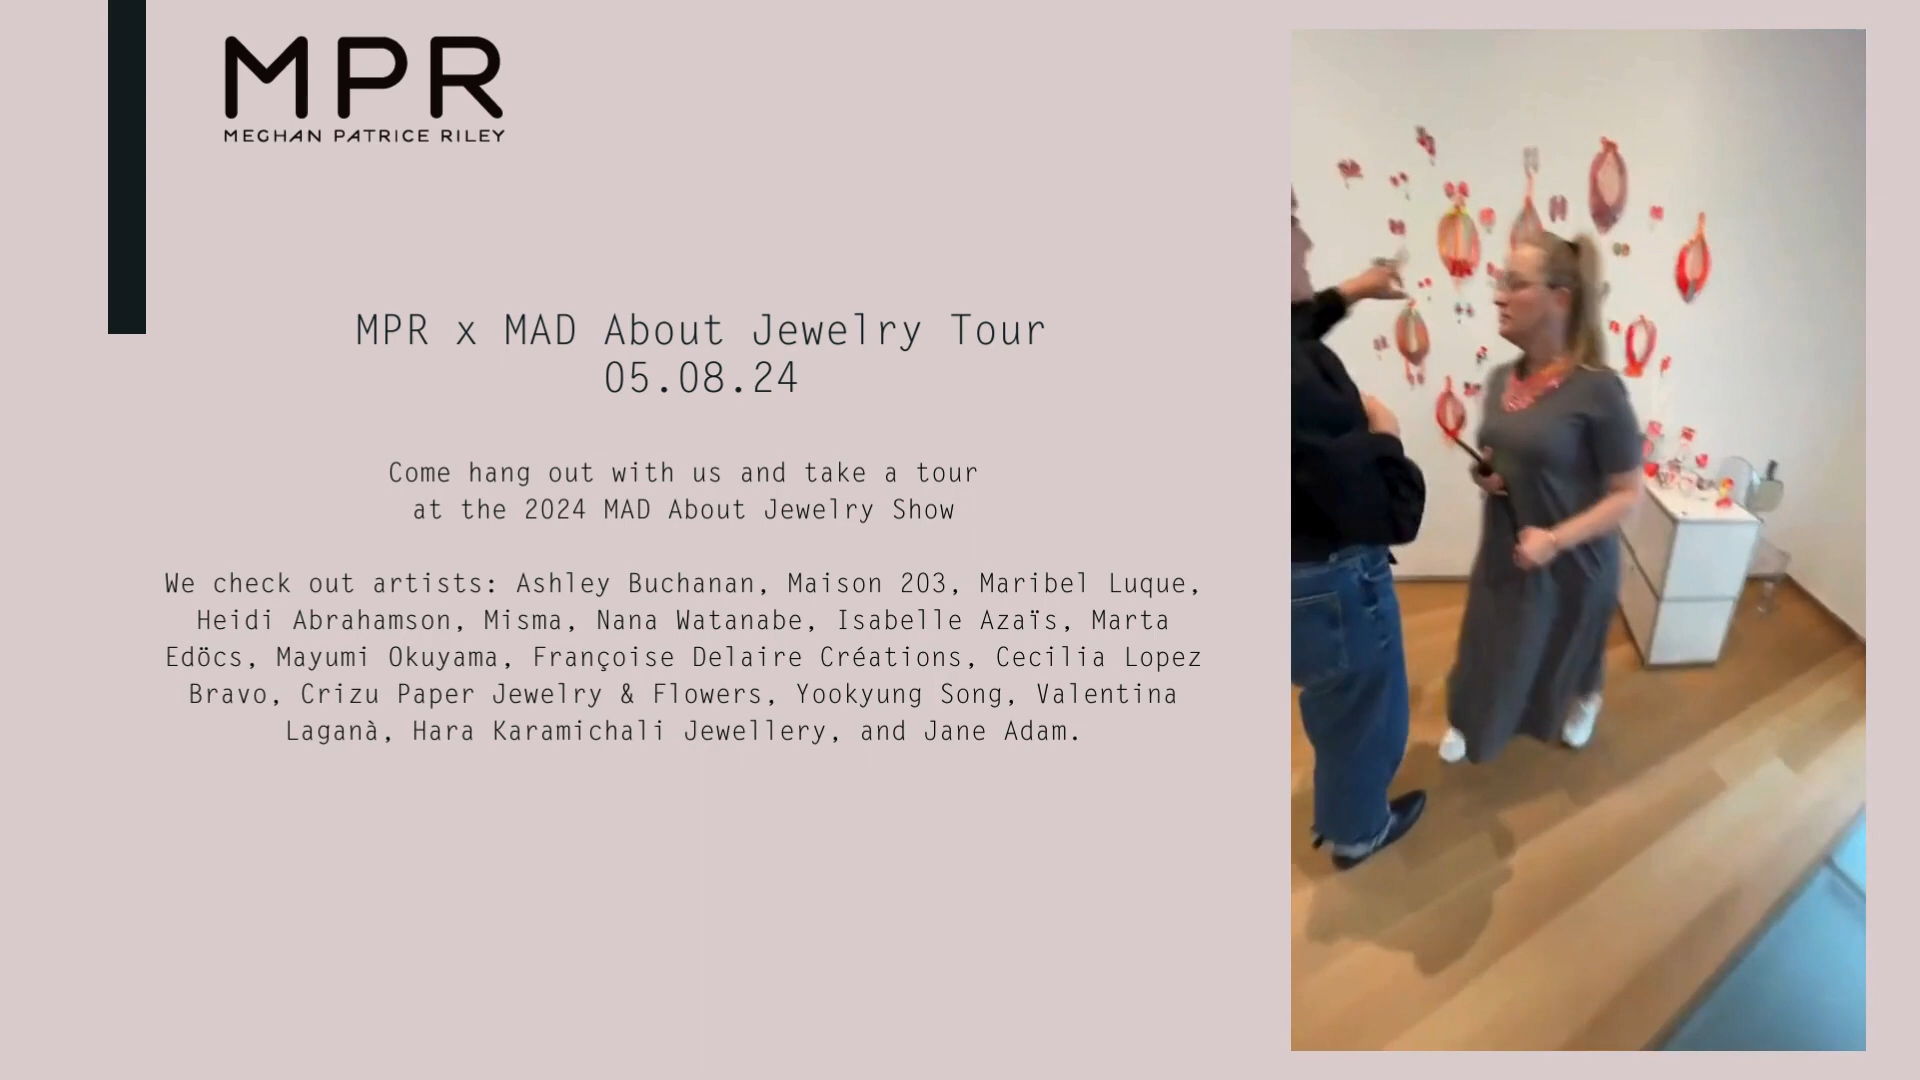 MPR
MEGHAN PATRICE RILEY
MPR x MAD About Jewelry Tour
05.08.24
Come hang out with us and take a tour
at the 2024 MAD About Jewelry Show
We check out artists: Ashley Buchanan, Maison 203, Maribel Luque,
Heidi Abrahamson, Misma, Nana Watanabe, Isabelle Azaïs, Marta
Edöcs, Mayumi Okuyama, Françoise Delaire Créations, Cecilia Lopez
Bravo, Crizu Paper Jewelry & Flowers, Yookyung Song, Valentina
Laganà, Hara Karamichali Jewellery, and Jane Adam.